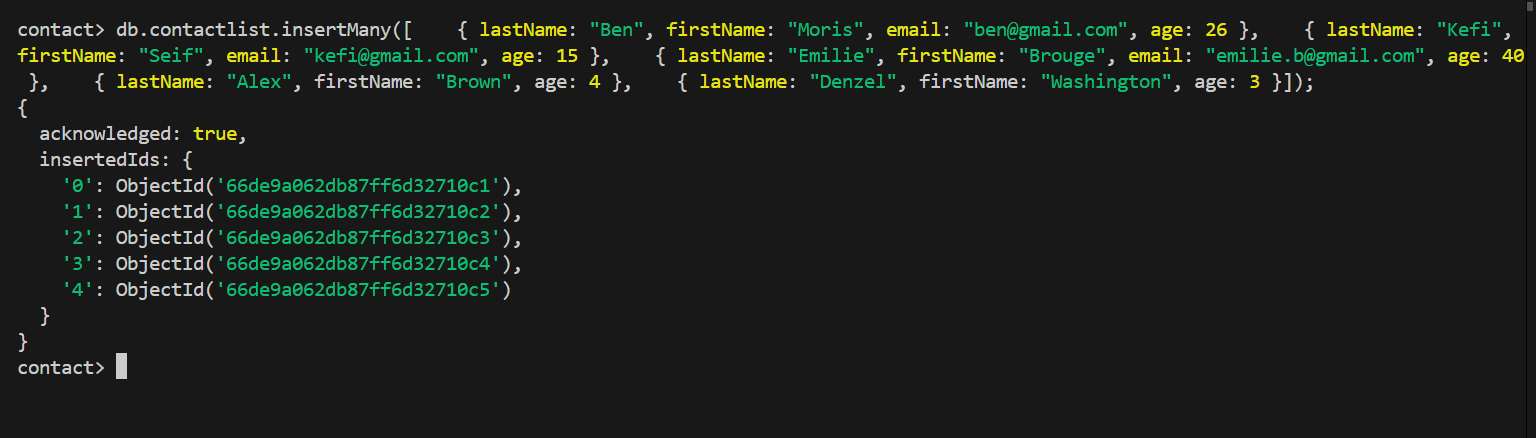 contact> db.contactlist.insertMany([    { lastName: "Ben", firstName: "Moris", email: "ben@gmail.com", age: 26 },    { lastName: "Kefi",
firstName: "Seif", email: "kefi@gmail.com", age: 15 },    { lastName: "Emilie", firstName: "Brouge", email: "emilie.b@gmail.com", age: 40
 },    { lastName: "Alex", firstName: "Brown", age: 4 },    { lastName: "Denzel", firstName: "Washington", age: 3 }]);
{
  acknowledged: true,
  insertedIds: {
    '0': ObjectId('66de9a062db87ff6d32710c1'),
    '1': ObjectId('66de9a062db87ff6d32710c2'),
    '2': ObjectId('66de9a062db87ff6d32710c3'),
    '3': ObjectId('66de9a062db87ff6d32710c4'),
    '4': ObjectId('66de9a062db87ff6d32710c5')
  }
}
contact>